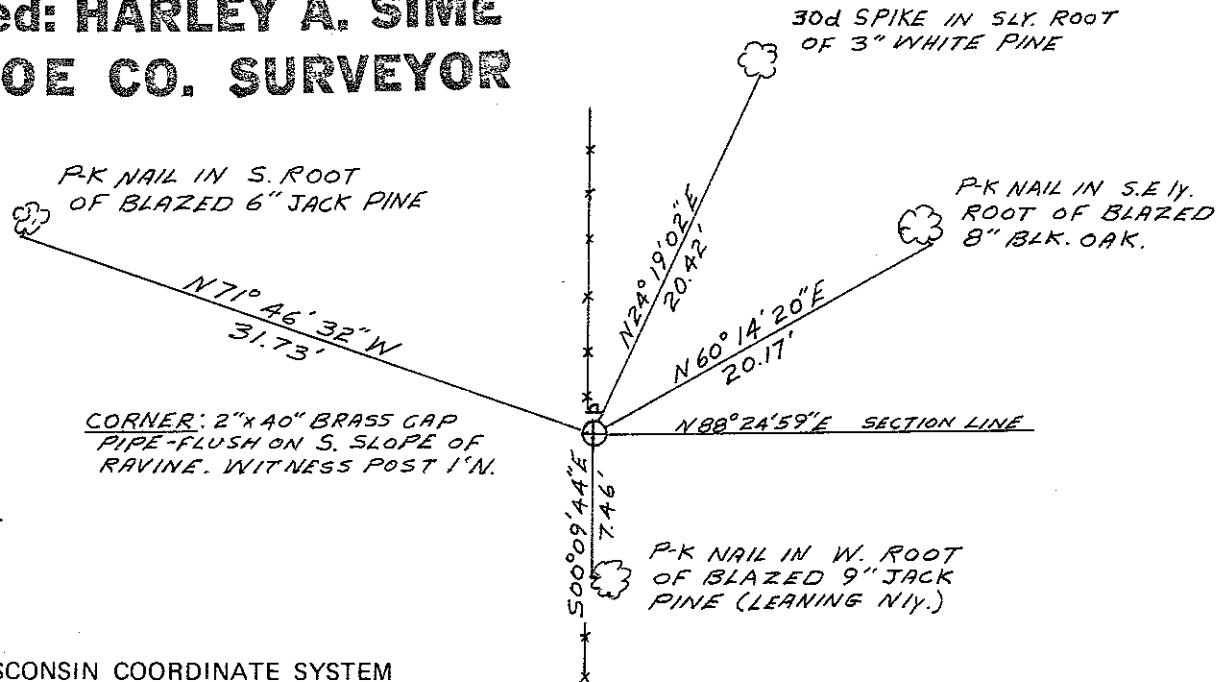 ed: HARLEY A. SIME
OE CO. SURVEYOR
30d SPIKE IN SLY. ROOT
OF 3" WHITE PINE
P-K NAIL IN S. ROOT
OF BLAZED 6" JACK PINE
P-K NAIL IN S.E'ly.
ROOT OF BLAZED
8" BLK. OAK.
N71°46'32"W
31.73'
N24°19'02"E
20.42'
N60°14'20"E
20.17'
CORNER: 2"x40" BRASS CAP
PIPE-FLUSH ON S. SLOPE OF
RAVINE. WITNESS POST 1'N.
N88°24'59"E SECTION LINE
S00°09'44"E
7.46'
P-K NAIL IN W. ROOT
OF BLAZED 9" JACK
PINE (LEANING N'ly.)
SCONSIN COORDINATE SYSTEM